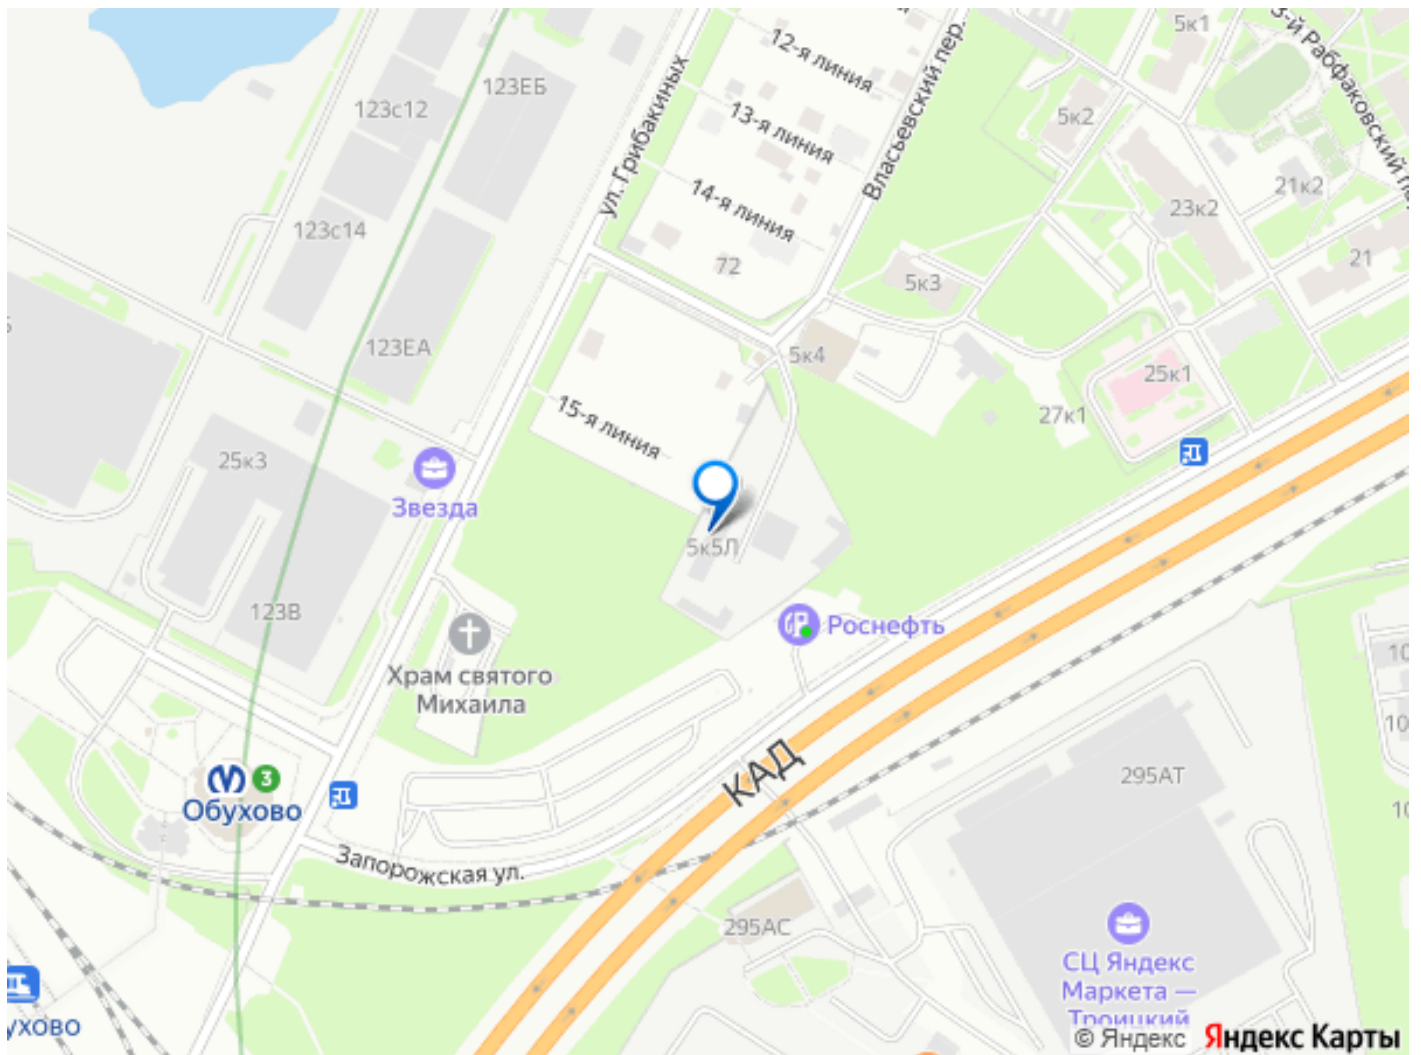 5к1
3-й Рабфаковский
12-я линия
123ЕБ
123с12
5к2
13-я линия
Власьевский пер.
ул. Грибакиных
21к2
14-я линия
23к2
123с14
72
21
5к3
123ЕА
5к4
25к1
15-я линия
27к1
25к3
Звезда
5к5Л
123В
Роснефть
Храм святого
Михаила
КАД
295АТ
3
Обухово
Запорожская ул.
295АС
СЦ Яндекс
Маркета —
Троицкий
© Яндекс Яндекс Карты